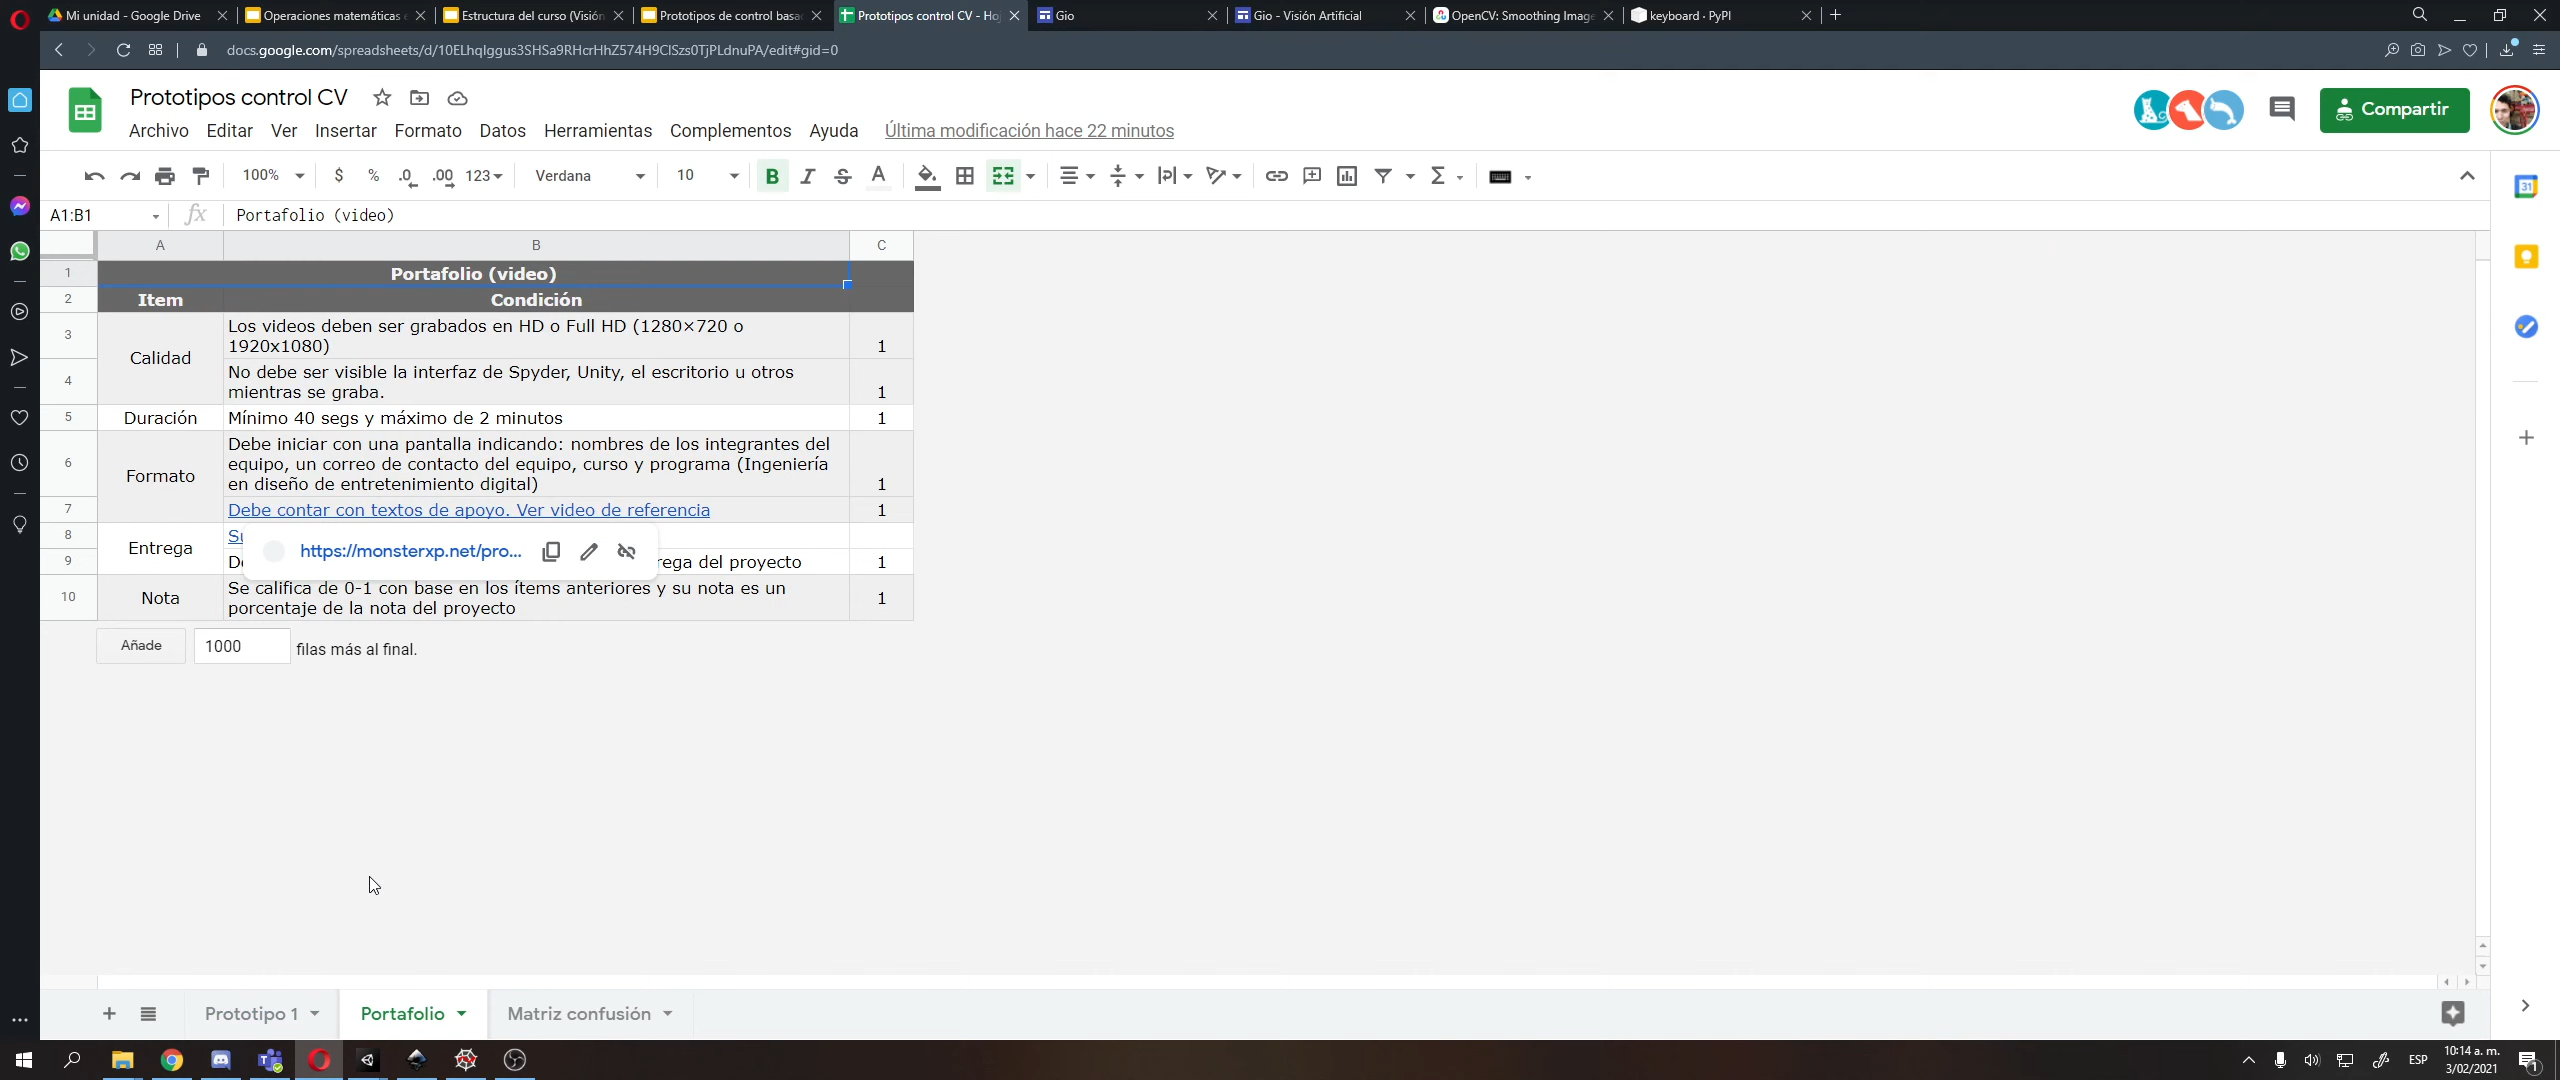 Mi unidad - Google Drive
Operaciones matemáticas
Estructura del curso (Visión
Prototipos de control basa
Prototipos control CV - Ho
Gio
Gio - Visión Artificial
OpenCV: Smoothing Image
keyboard · PyPI
docs.google.com/spreadsheets/d/10ELhqIggus3SHSa9RHcrHhZ574H9ClSzs0TjPLdnuPA/edit#gid=0
Prototipos control CV
Archivo Editar Ver Insertar Formato Datos Herramientas Complementos Ayuda Última modificación hace 22 minutos
Compartir
100% $ % .0 .00 123 Verdana 10 B I S A
A1:B1 fx Portafolio (video)
A B C
1 Portafolio (video)
2 Item Condición
3 Los videos deben ser grabados en HD o Full HD (1280×720 o
1920x1080) 1
Calidad
4 No debe ser visible la interfaz de Spyder, Unity, el escritorio u otros
mientras se graba. 1
5 Duración Mínimo 40 segs y máximo de 2 minutos 1
6 Debe iniciar con una pantalla indicando: nombres de los integrantes del
equipo, un correo de contacto del equipo, curso y programa (Ingeniería
en diseño de entretenimiento digital) 1
Formato
7 Debe contar con textos de apoyo. Ver video de referencia 1
8 Su
https://monsterxp.net/pro...
Entrega
9 De rega del proyecto 1
10 Nota Se califica de 0-1 con base en los ítems anteriores y su nota es un
porcentaje de la nota del proyecto 1
Añade 1000 filas más al final.
Prototipo 1 Portafolio Matriz confusión
31
ESP
10:14 a. m.
3/02/2021
1